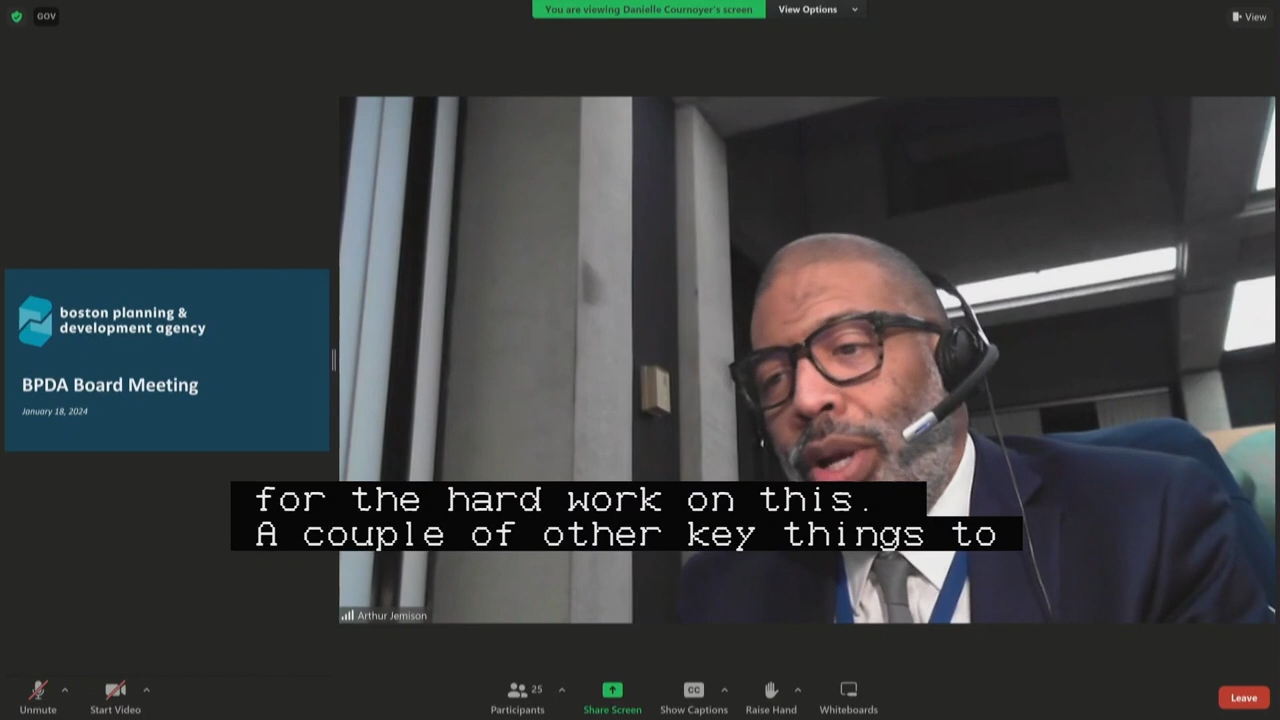 GOV
You are viewing Danielle Cournoyer's screen
View Options
View
boston planning &
development agency
BPDA Board Meeting
January 18, 2024
for the hard work on this.
A couple of other key things to
Arthur Jemison
Unmute
Start Video
25
Participants
Share Screen
CC
Show Captions
Raise Hand
Whiteboards
Leave